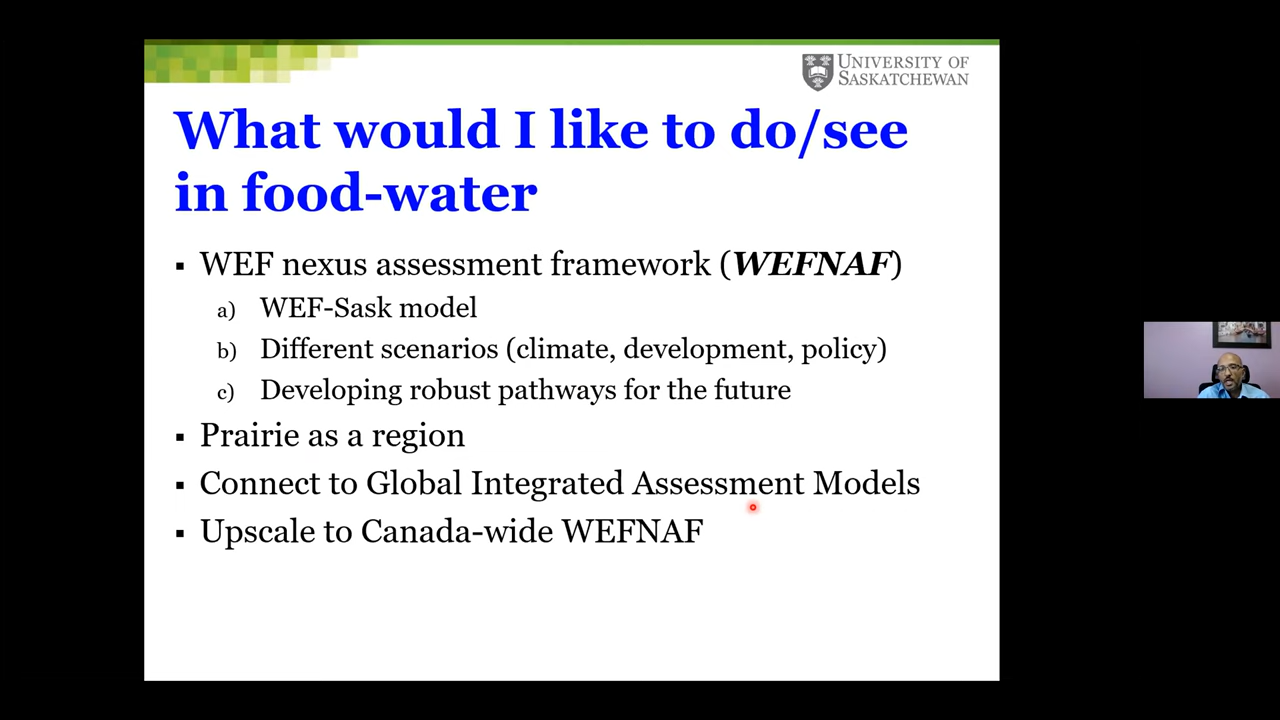 UNIVERSITY OF
SASKATCHEWAN
What would I like to do/see
in food-water
▪ WEF nexus assessment framework (WEFNAF)
a) WEF-Sask model
b) Different scenarios (climate, development, policy)
c) Developing robust pathways for the future
▪ Prairie as a region
▪ Connect to Global Integrated Assessment Models
▪ Upscale to Canada-wide WEFNAF